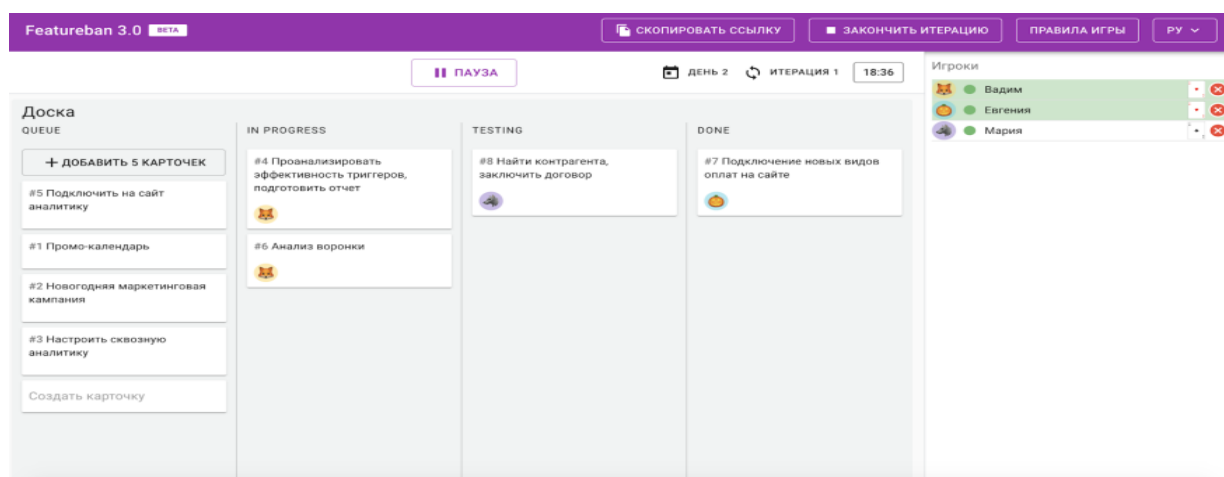 Featureban 3.0 BETA
СКОПИРОВАТЬ ССЫЛКУ
ЗАКОНЧИТЬ ИТЕРАЦИЮ
ПРАВИЛА ИГРЫ
РУ
ПАУЗА
ДЕНЬ 2
ИТЕРАЦИЯ 1
18:36
Игроки
Вадим
Евгения
Мария
Доска
QUEUE
+ ДОБАВИТЬ 5 КАРТОЧЕК
#5 Подключить на сайт
аналитику
#1 Промо-календарь
#2 Новогодняя маркетинговая
кампания
#3 Настроить сквозную
аналитику
Создать карточку
IN PROGRESS
#4 Проанализировать
эффективность триггеров,
подготовить отчет
#6 Анализ воронки
TESTING
#8 Найти контрагента,
заключить договор
DONE
#7 Подключение новых видов
оплат на сайте